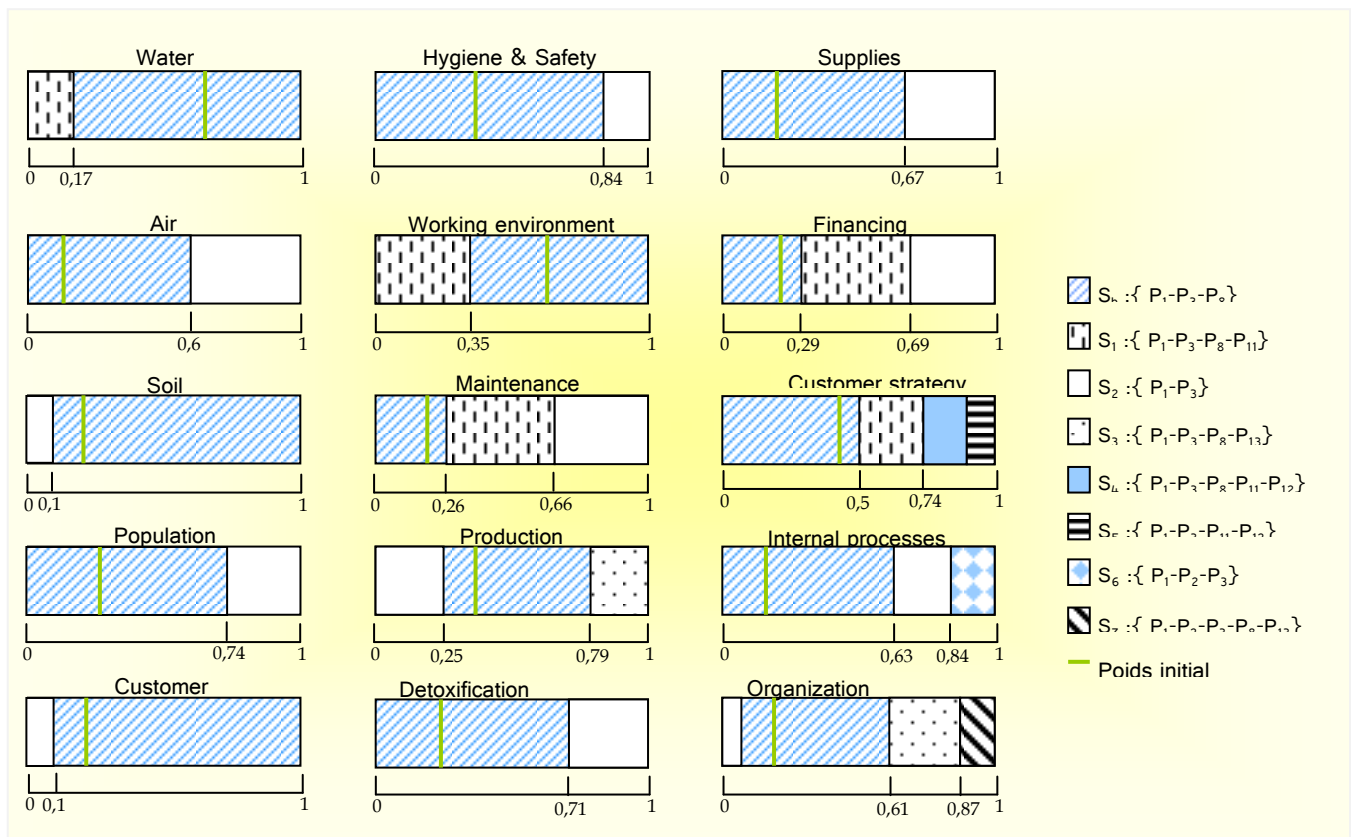 Water
0 0,17 1
Hygiene & Safety
0 0,84 1
Supplies
0 0,67 1
Air
0 0,6 1
Working environment
0 0,35 1
Financing
0 0,29 0,69 1
Soil
0 0,1 1
Maintenance
0 0,26 0,66 1
Customer strategy
0 0,5 0,74 1
Population
0 0,74 1
Production
0 0,25 0,79 1
Internal processes
0 0,63 0,84 1
Customer
0 0,1 1
Detoxification
0 0,71 1
Organization
0 0,61 0,87 1
S₁ :{ P₁-P₃-P₈-P₁₁}
S₂ :{ P₁-P₃}
S₃ :{ P₁-P₃-P₈-P₁₃}
S₄ :{ P₁-P₃-P₈-P₁₁-P₁₂}
S₆ :{ P₁-P₂-P₃}
Poids initial